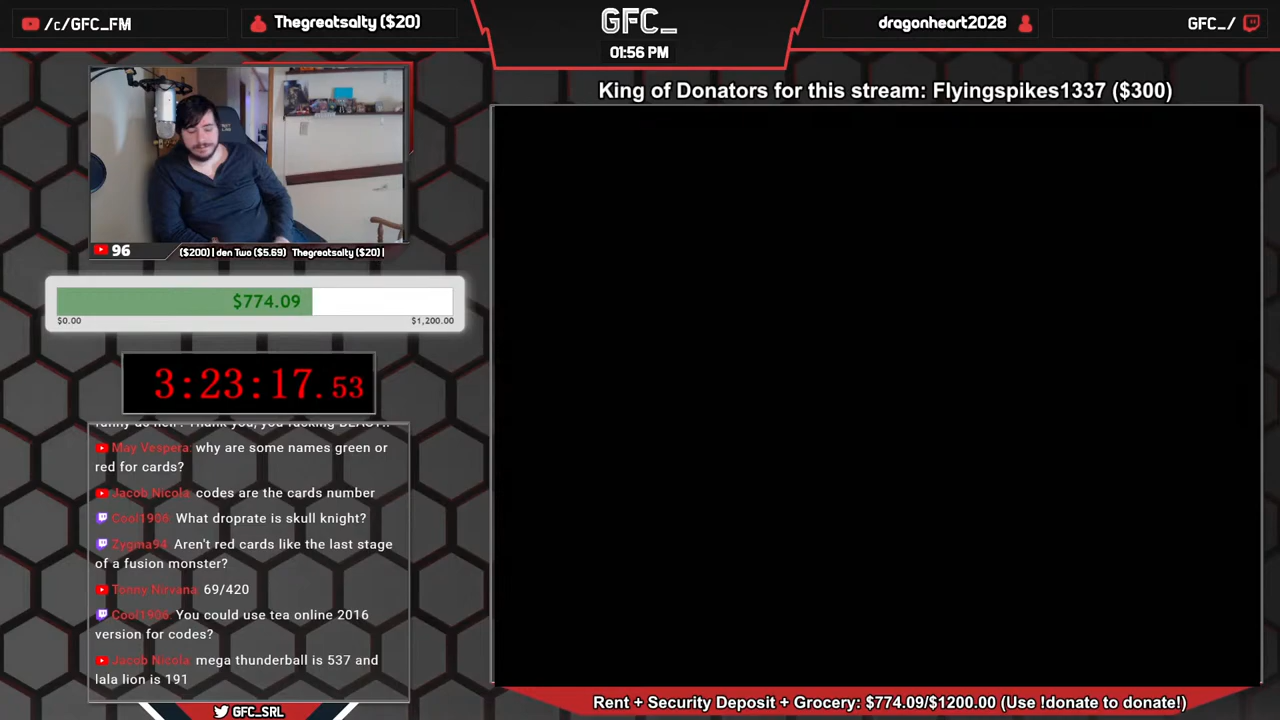 /c/GFC_FM
Thegreatsalty ($20)
GFC_
01:56 PM
dragonheart2028
GFC_/
King of Donators for this stream: Flyingspikes1337 ($300)
96
($200) | den Two ($5.69) Thegreatsalty ($20) |
$774.09
$0.00
$1,200.00
3:23:17.53
May Vespera: why are some names green or
red for cards?
Jacob Nicola: codes are the cards number
Cool1906: What droprate is skull knight?
Zygma94: Aren't red cards like the last stage
of a fusion monster?
Tonny Nirvana: 69/420
Cool1906: You could use tea online 2016
version for codes?
Jacob Nicola: mega thunderball is 537 and
lala lion is 191
GFC_SRL
Rent + Security Deposit + Grocery: $774.09/$1200.00 (Use !donate to donate!)